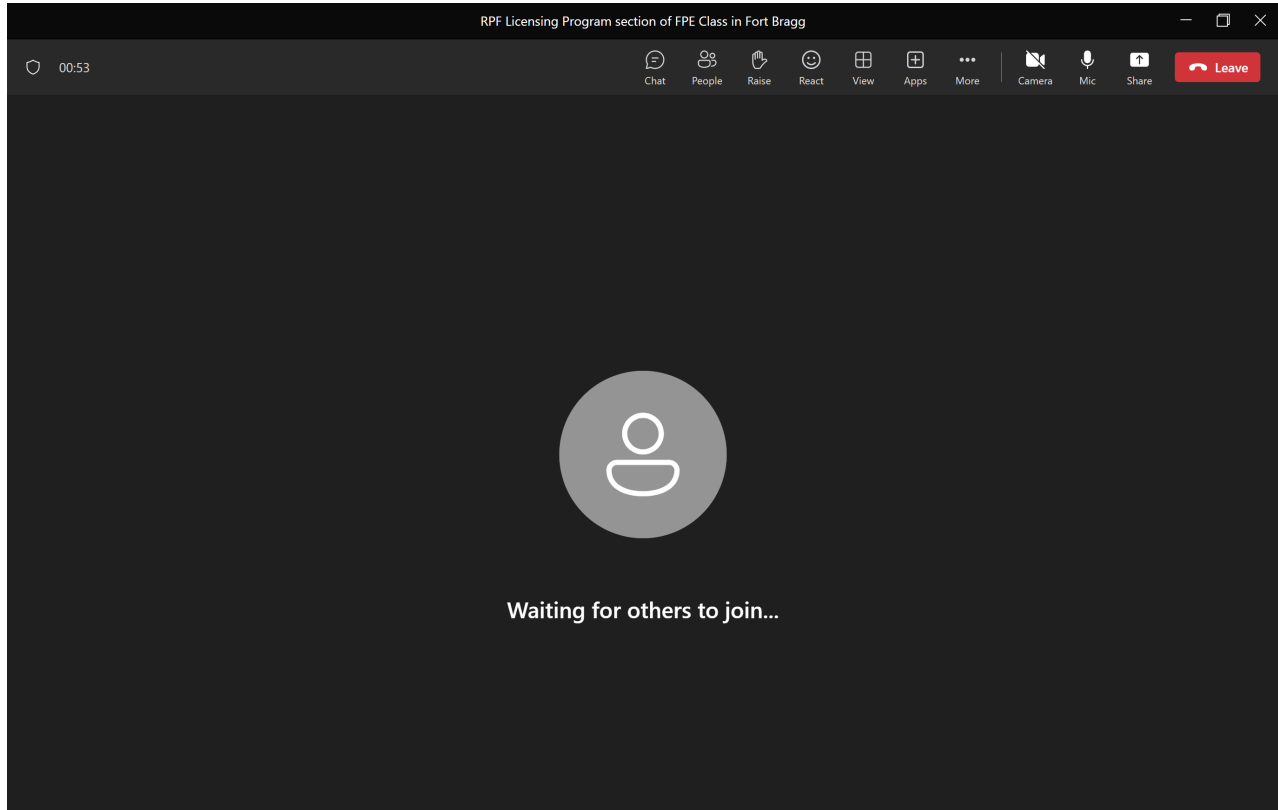 RPF Licensing Program section of FPE Class in Fort Bragg
00:53
Chat People Raise React View Apps More Camera Mic Share Leave
Waiting for others to join...